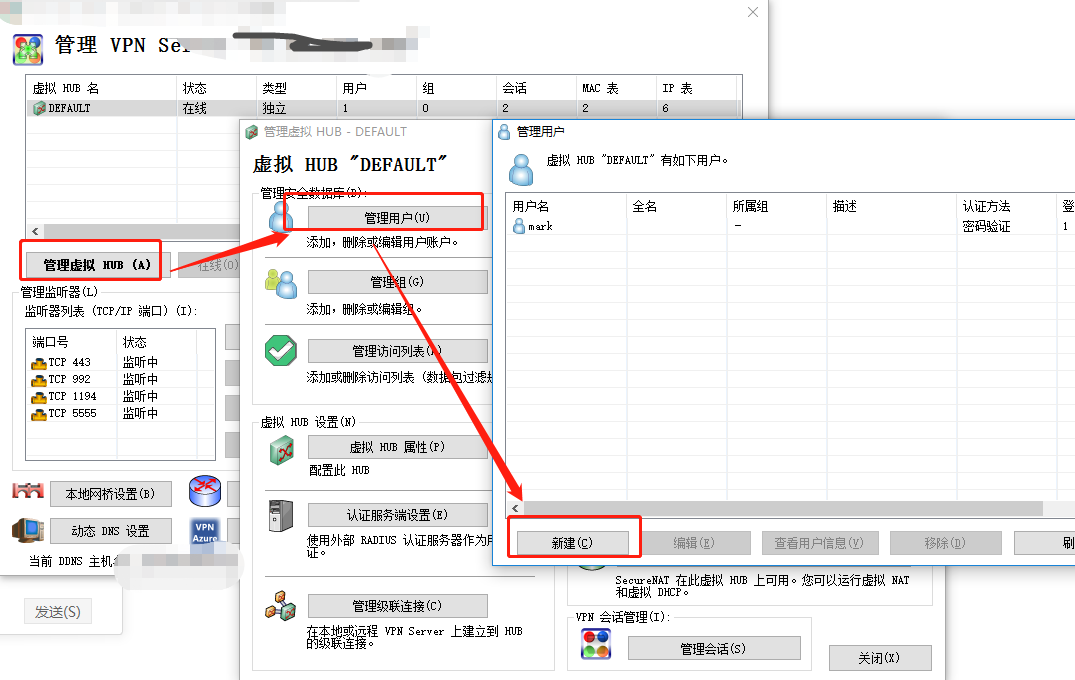 管理 VPN Ser
虚拟 HUB 名 状态 类型 用户 组 会话 MAC 表 IP 表
DEFAULT 在线 独立 1 0 2 2 6
管理虚拟 HUB (A)
在线(O)
管理监听器(L)
监听器列表 (TCP/IP 端口) (I):
端口号 状态
TCP 443 监听中
TCP 992 监听中
TCP 1194 监听中
TCP 5555 监听中
本地网桥设置(B)
动态 DNS 设置
VPN
Azure
当前 DDNS 主机
发送(S)
管理虚拟 HUB - DEFAULT
虚拟 HUB "DEFAULT"
管理安全数据库(D):
管理用户(U)
添加,删除或编辑用户账户。
管理组(G)
添加,删除或编辑组。
管理访问列表(
添加或删除访问列表 (数据包过滤规
虚拟 HUB 设置(N)
虚拟 HUB 属性(P)
配置此 HUB
认证服务端设置(E)
使用外部 RADIUS 认证服务器作为用
证。
管理级联连接(C)
在本地或远程 VPN Server 上建立到 HUB
的级联连接。
管理用户
虚拟 HUB "DEFAULT" 有如下用户。
用户名 全名 所属组 描述 认证方法 登
mark - 密码验证 1
新建(C)
编辑(E)
查看用户信息(V)
移除(D)
刷
SecureNAT 在此虚拟 HUB 上可用。您可以运行虚拟 NAT
和虚拟 DHCP。
VPN 会话管理(I):
管理会话(S)
关闭(X)